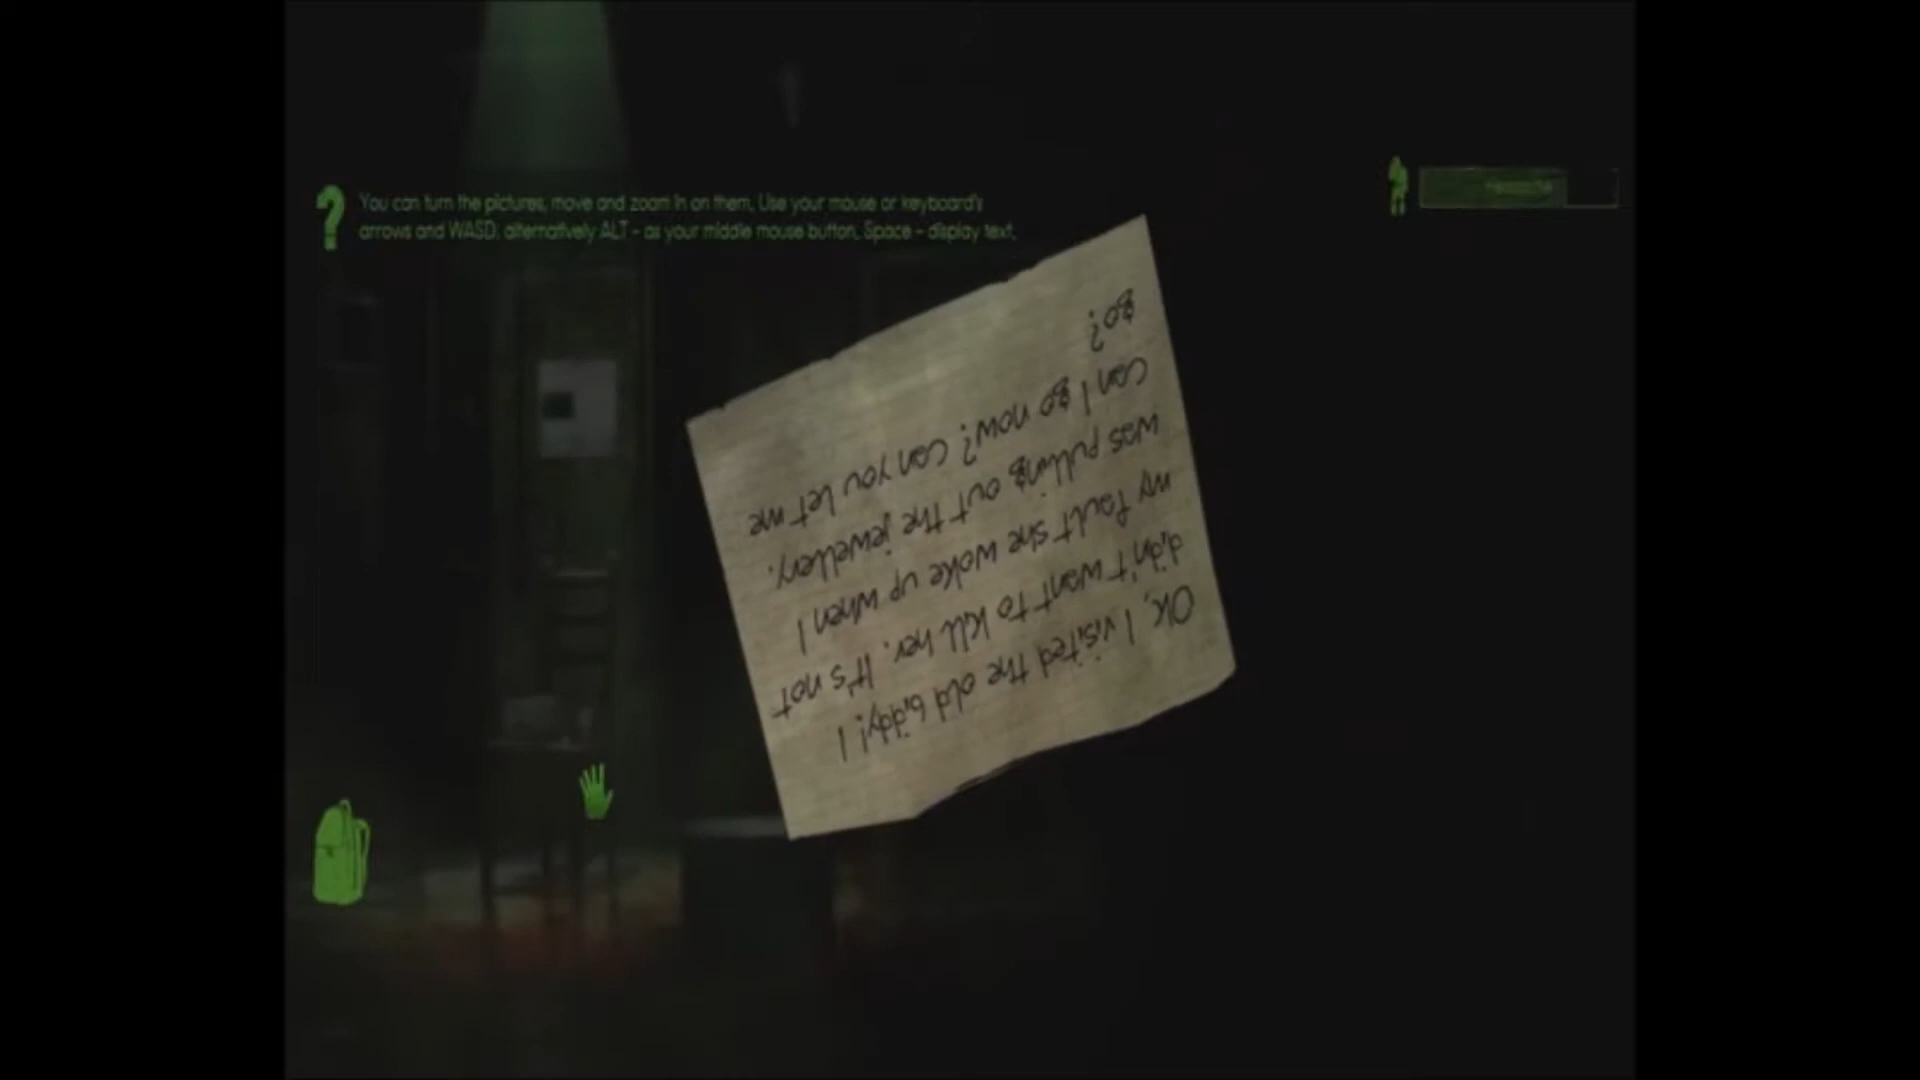 You can turn the pictures, move and zoom in on them. Use your mouse or keyboard's
arrows and WASD; alternatively ALT - as your middle mouse button. Space - display text.
Ok, I visited the old biddy! I
didn't want to kill her. It's not
my fault she woke up when I
was pulling out the jewellery.
Can I go now? Can you let me
go?